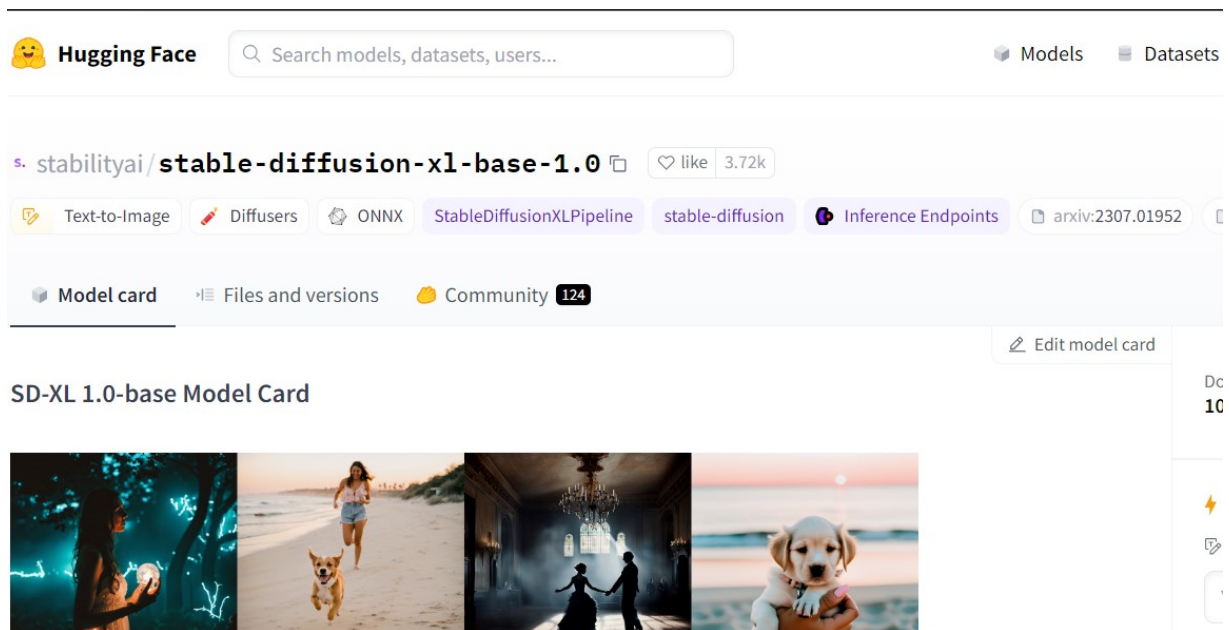 Hugging Face Search models, datasets, users... Models Datasets
s. stabilityai/stable-diffusion-xl-base-1.0 like 3.72k
Text-to-Image Diffusers ONNX StableDiffusionXLPipeline stable-diffusion Inference Endpoints arxiv:2307.01952
Model card Files and versions Community 124
Edit model card
SD-XL 1.0-base Model Card
Do
10